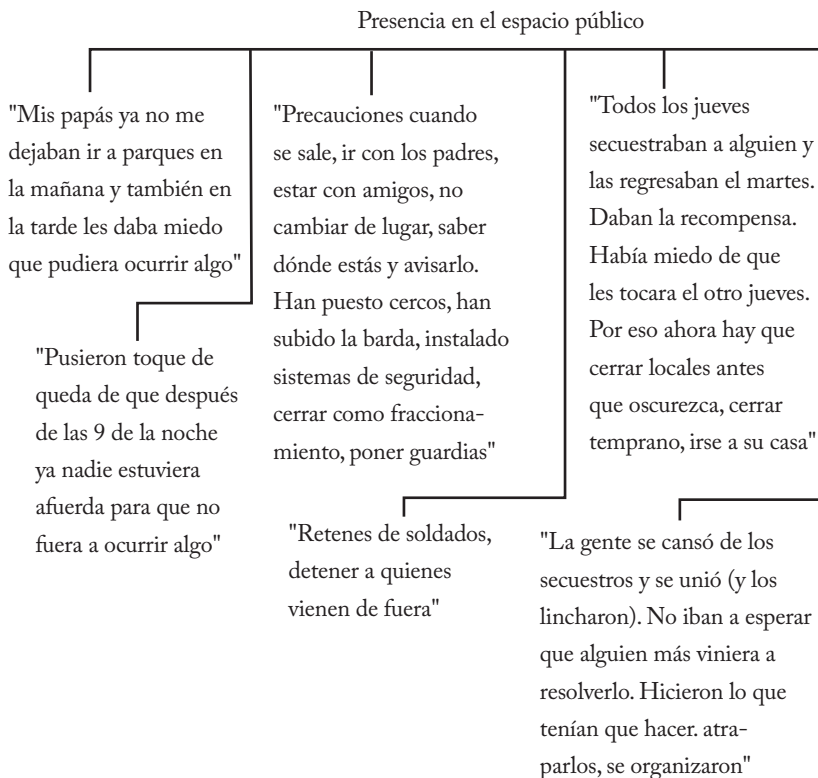 Presencia en el espacio público
"Mis papás ya no me
dejaban ir a parques en
la mañana y también en
la tarde les daba miedo
que pudiera ocurrir algo"
"Pusieron toque de
queda de que después
de las 9 de la noche
ya nadie estuviera
afuerda para que no
fuera a ocurrir algo"
"Precauciones cuando
se sale, ir con los padres,
estar con amigos, no
cambiar de lugar, saber
dónde estás y avisarlo.
Han puesto cercos, han
subido la barda, instalado
sistemas de seguridad,
cerrar como fracciona-
miento, poner guardias"
"Retenes de soldados,
detener a quienes
vienen de fuera"
"Todos los jueves
secuestraban a alguien y
las regresaban el martes.
Daban la recompensa.
Había miedo de que
les tocara el otro jueves.
Por eso ahora hay que
cerrar locales antes
que oscurezca, cerrar
temprano, irse a su casa"
"La gente se cansó de los
secuestros y se unió (y los
lincharon). No iban a esperar
que alguien más viniera a
resolverlo. Hicieron lo que
tenían que hacer. atra-
parlos, se organizaron"